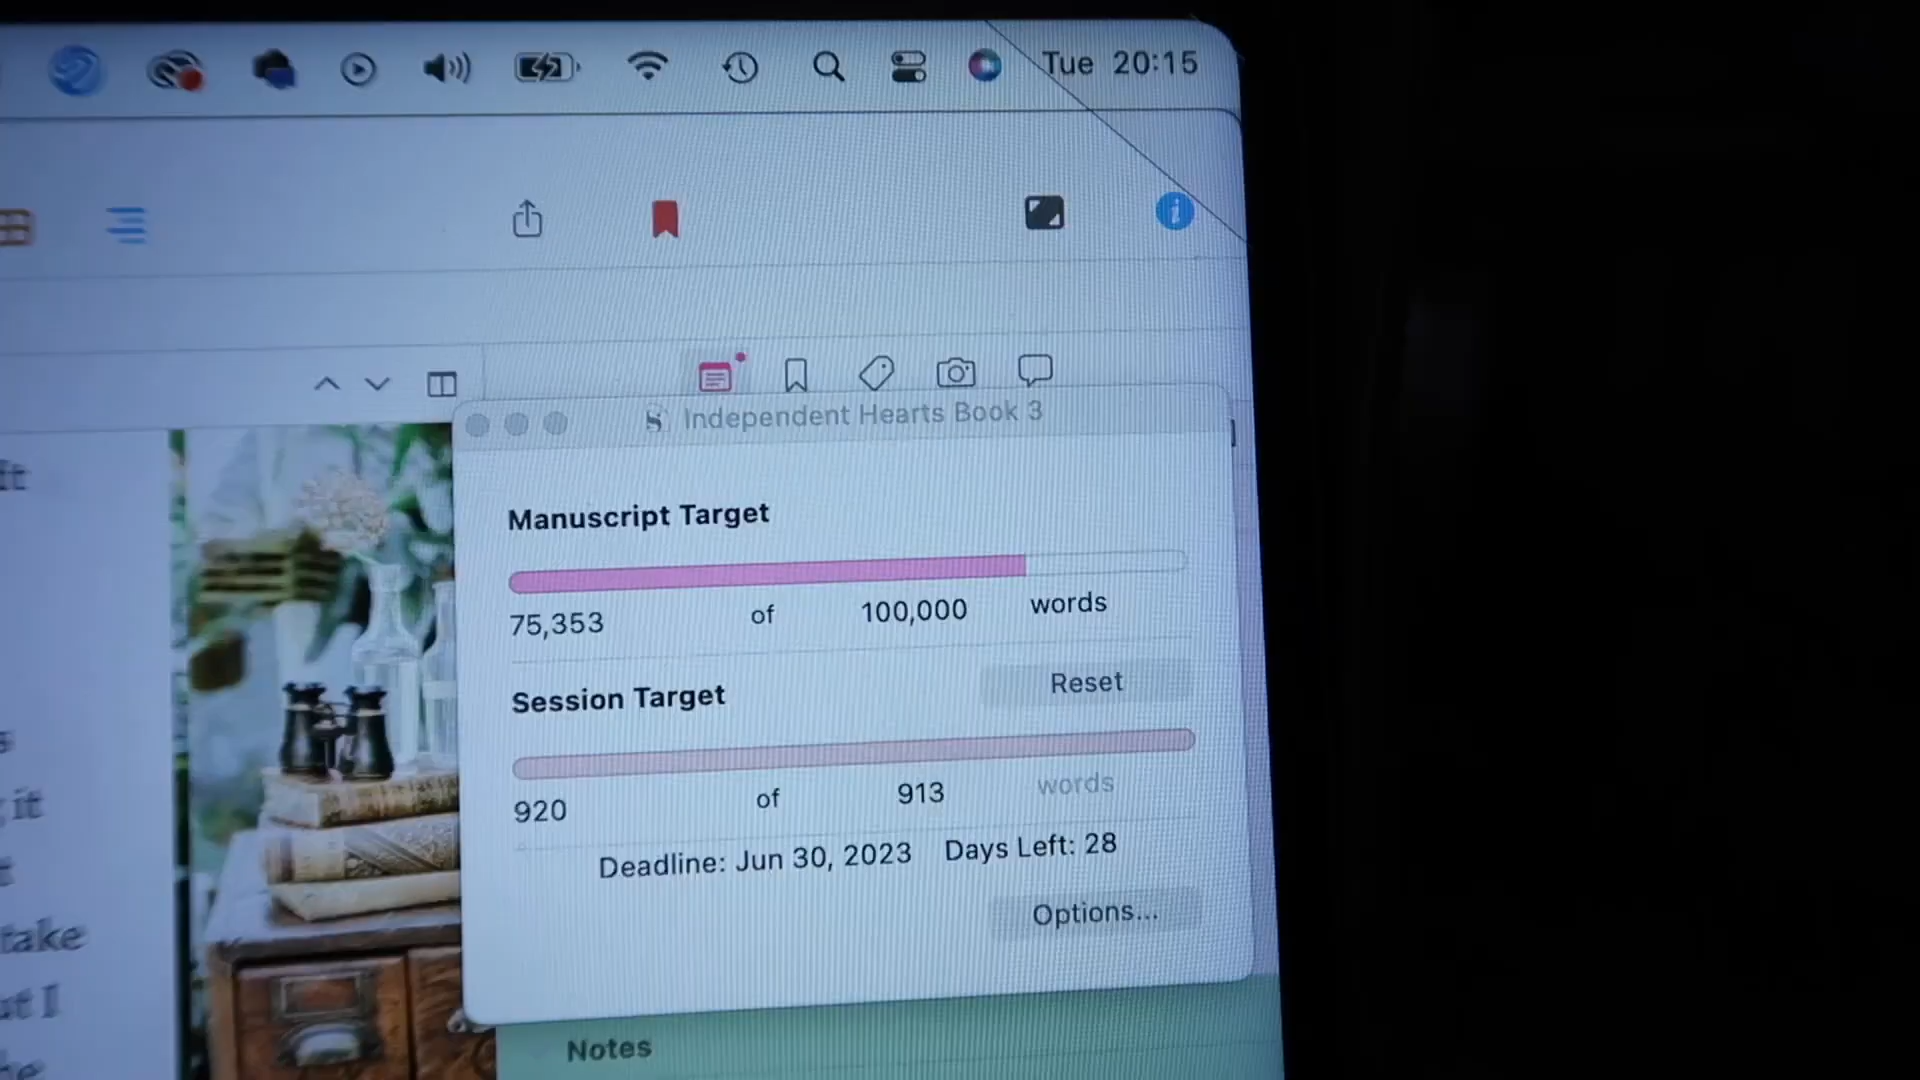 Tue 20:15
Independent Hearts Book 3
Manuscript Target
75,353 of 100,000 words
Session Target Reset
920 of 913 words
Deadline: Jun 30, 2023 Days Left: 28
Options...
it
take
I
Notes